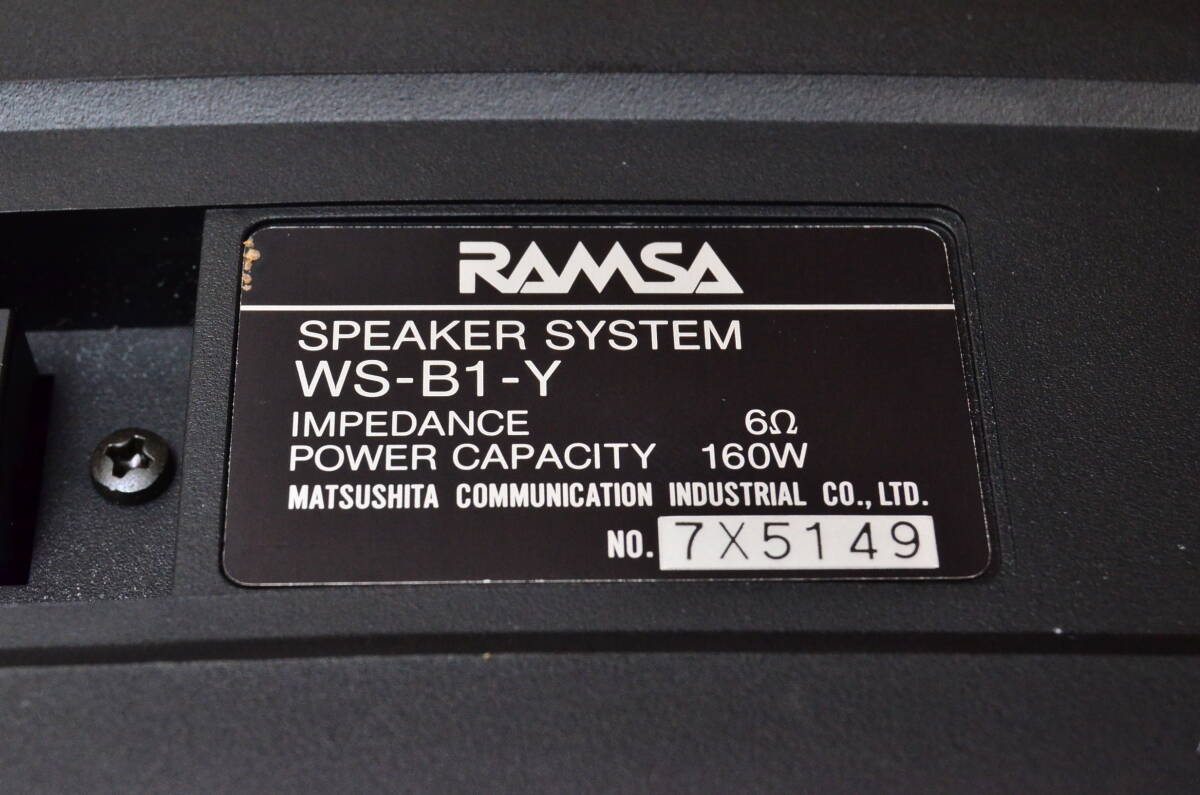 RAMSA
SPEAKER SYSTEM
WS-B1-Y
IMPEDANCE 6Ω
POWER CAPACITY 160W
MATSUSHITA COMMUNICATION INDUSTRIAL CO., LTD.
NO. 7X5149